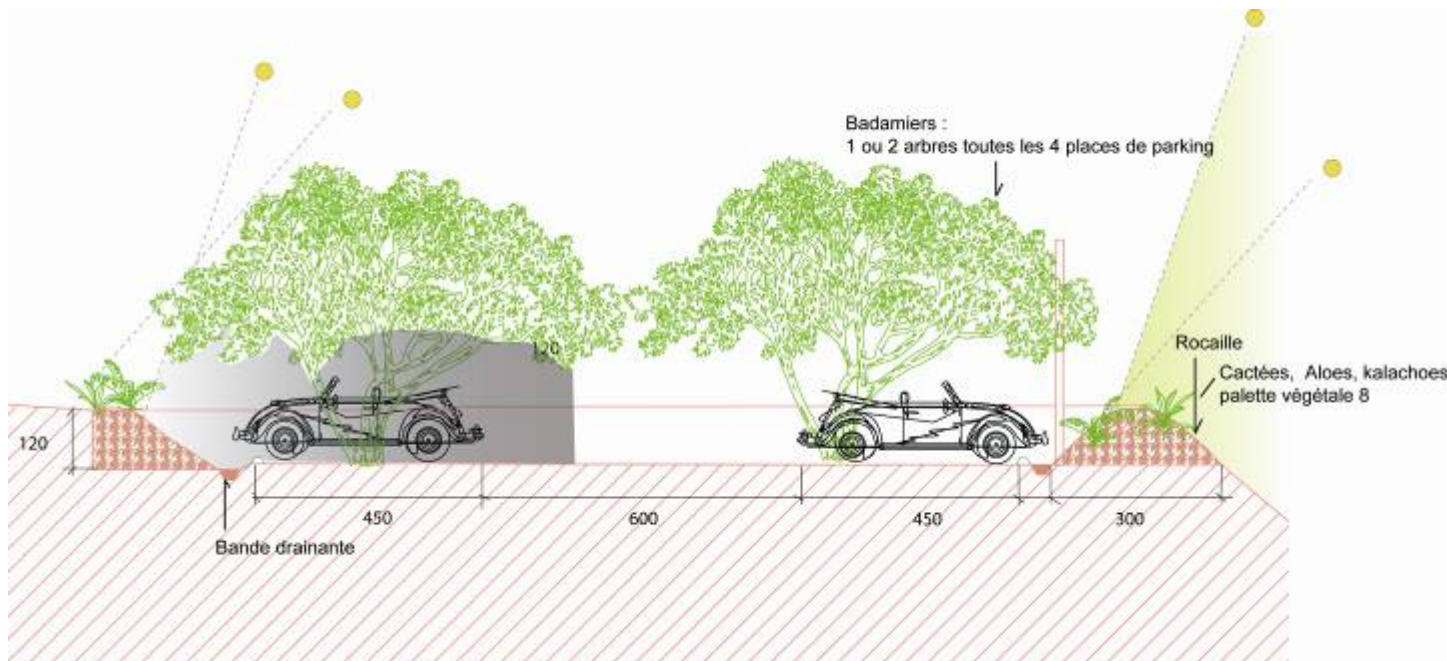 Badamiers :
1 ou 2 arbres toutes les 4 places de parking
120
Rocaille
Cactées, Aloes, kalachoes
palette végétale 8
120
450
600
450
300
Bande drainante